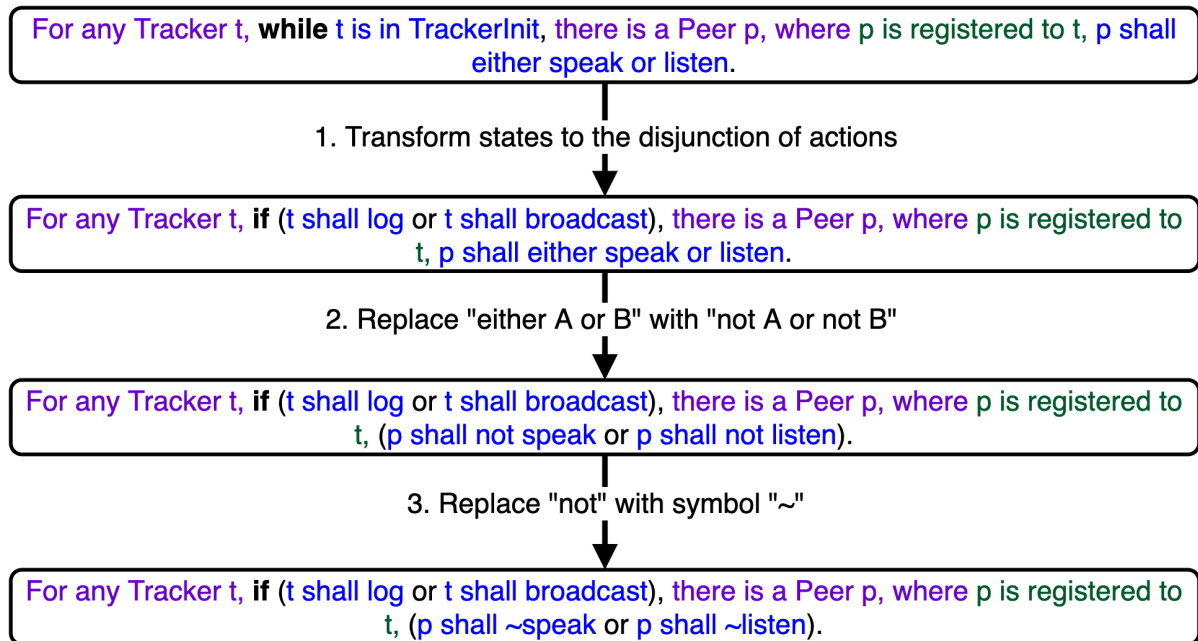 For any Tracker t, while t is in TrackerInit, there is a Peer p, where p is registered to t, p shall
either speak or listen.
1. Transform states to the disjunction of actions
For any Tracker t, if (t shall log or t shall broadcast), there is a Peer p, where p is registered to
t, p shall either speak or listen.
2. Replace "either A or B" with "not A or not B"
For any Tracker t, if (t shall log or t shall broadcast), there is a Peer p, where p is registered to
t, (p shall not speak or p shall not listen).
3. Replace "not" with symbol "~"
For any Tracker t, if (t shall log or t shall broadcast), there is a Peer p, where p is registered to
t, (p shall ~speak or p shall ~listen).